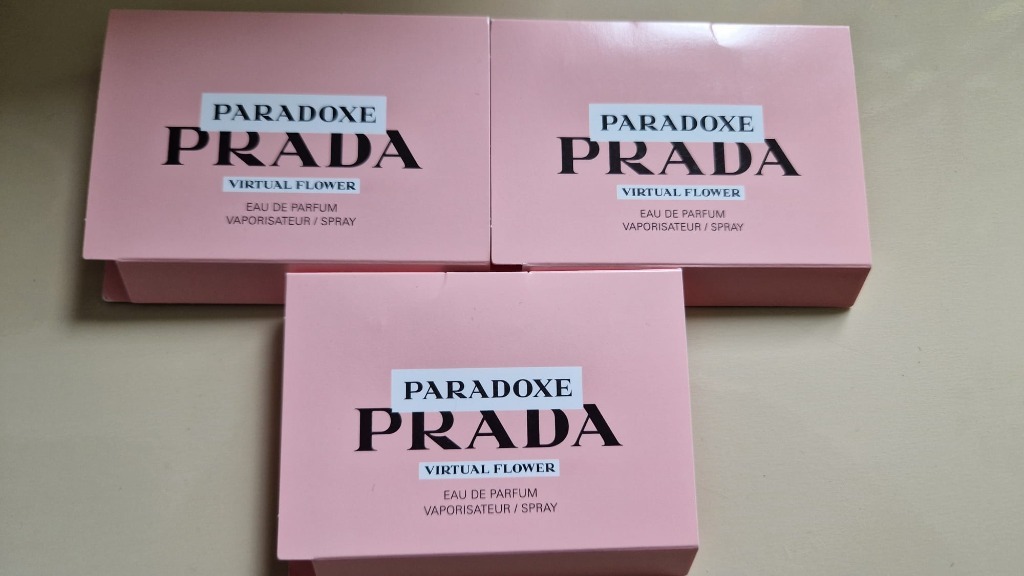 PARADOXE
PRADA
VIRTUAL FLOWER
EAU DE PARFUM
VAPORISATEUR / SPRAY
PARADOXE
PRADA
VIRTUAL FLOWER
EAU DE PARFUM
VAPORISATEUR / SPRAY
PARADOXE
PRADA
VIRTUAL FLOWER
EAU DE PARFUM
VAPORISATEUR / SPRAY